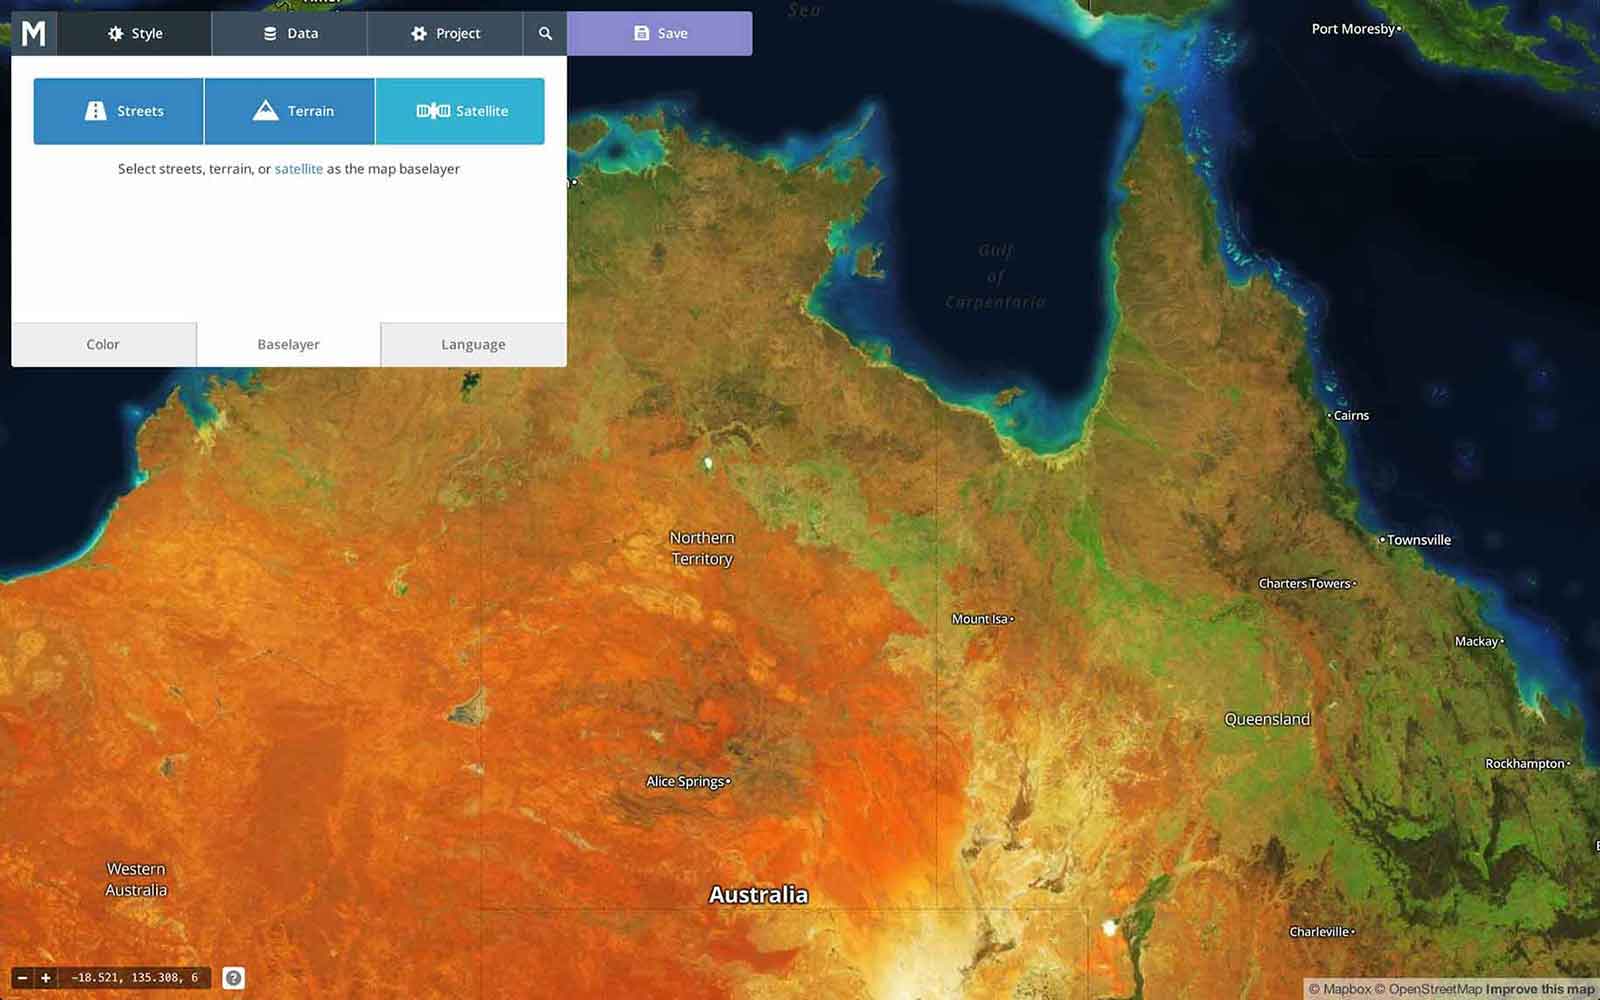 M
Style
Data
Project
Save
Streets
Terrain
Satellite
Select streets, terrain, or satellite as the map baselayer
Color
Baselayer
Language
Sea
Port Moresby
Gulf
of
Carpentaria
Cairns
Northern
Territory
Townsville
Charters Towers
Mount Isa
Mackay
Queensland
Rockhampton
Alice Springs
Western
Australia
Australia
Charleville
- + -18.521, 135.308, 6 ?
© Mapbox © OpenStreetMap Improve this map